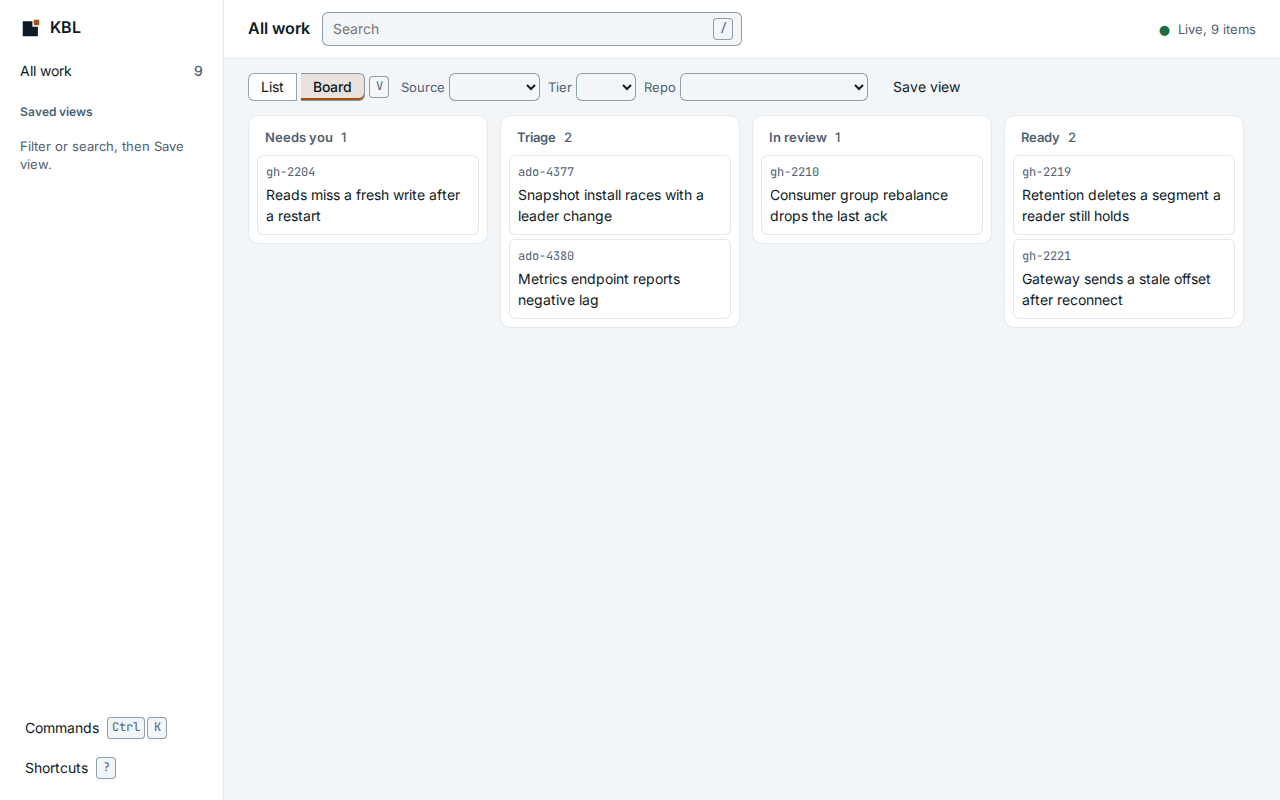 KBL
All work 9
Saved views
Filter or search, then Save
view.
Commands Ctrl K
Shortcuts ?
All work Search / Live, 9 items
List Board V Source Tier Repo Save view
Needs you 1
gh-2204
Reads miss a fresh write after
a restart
Triage 2
ado-4377
Snapshot install races with a
leader change
ado-4380
Metrics endpoint reports
negative lag
In review 1
gh-2210
Consumer group rebalance
drops the last ack
Ready 2
gh-2219
Retention deletes a segment a
reader still holds
gh-2221
Gateway sends a stale offset
after reconnect